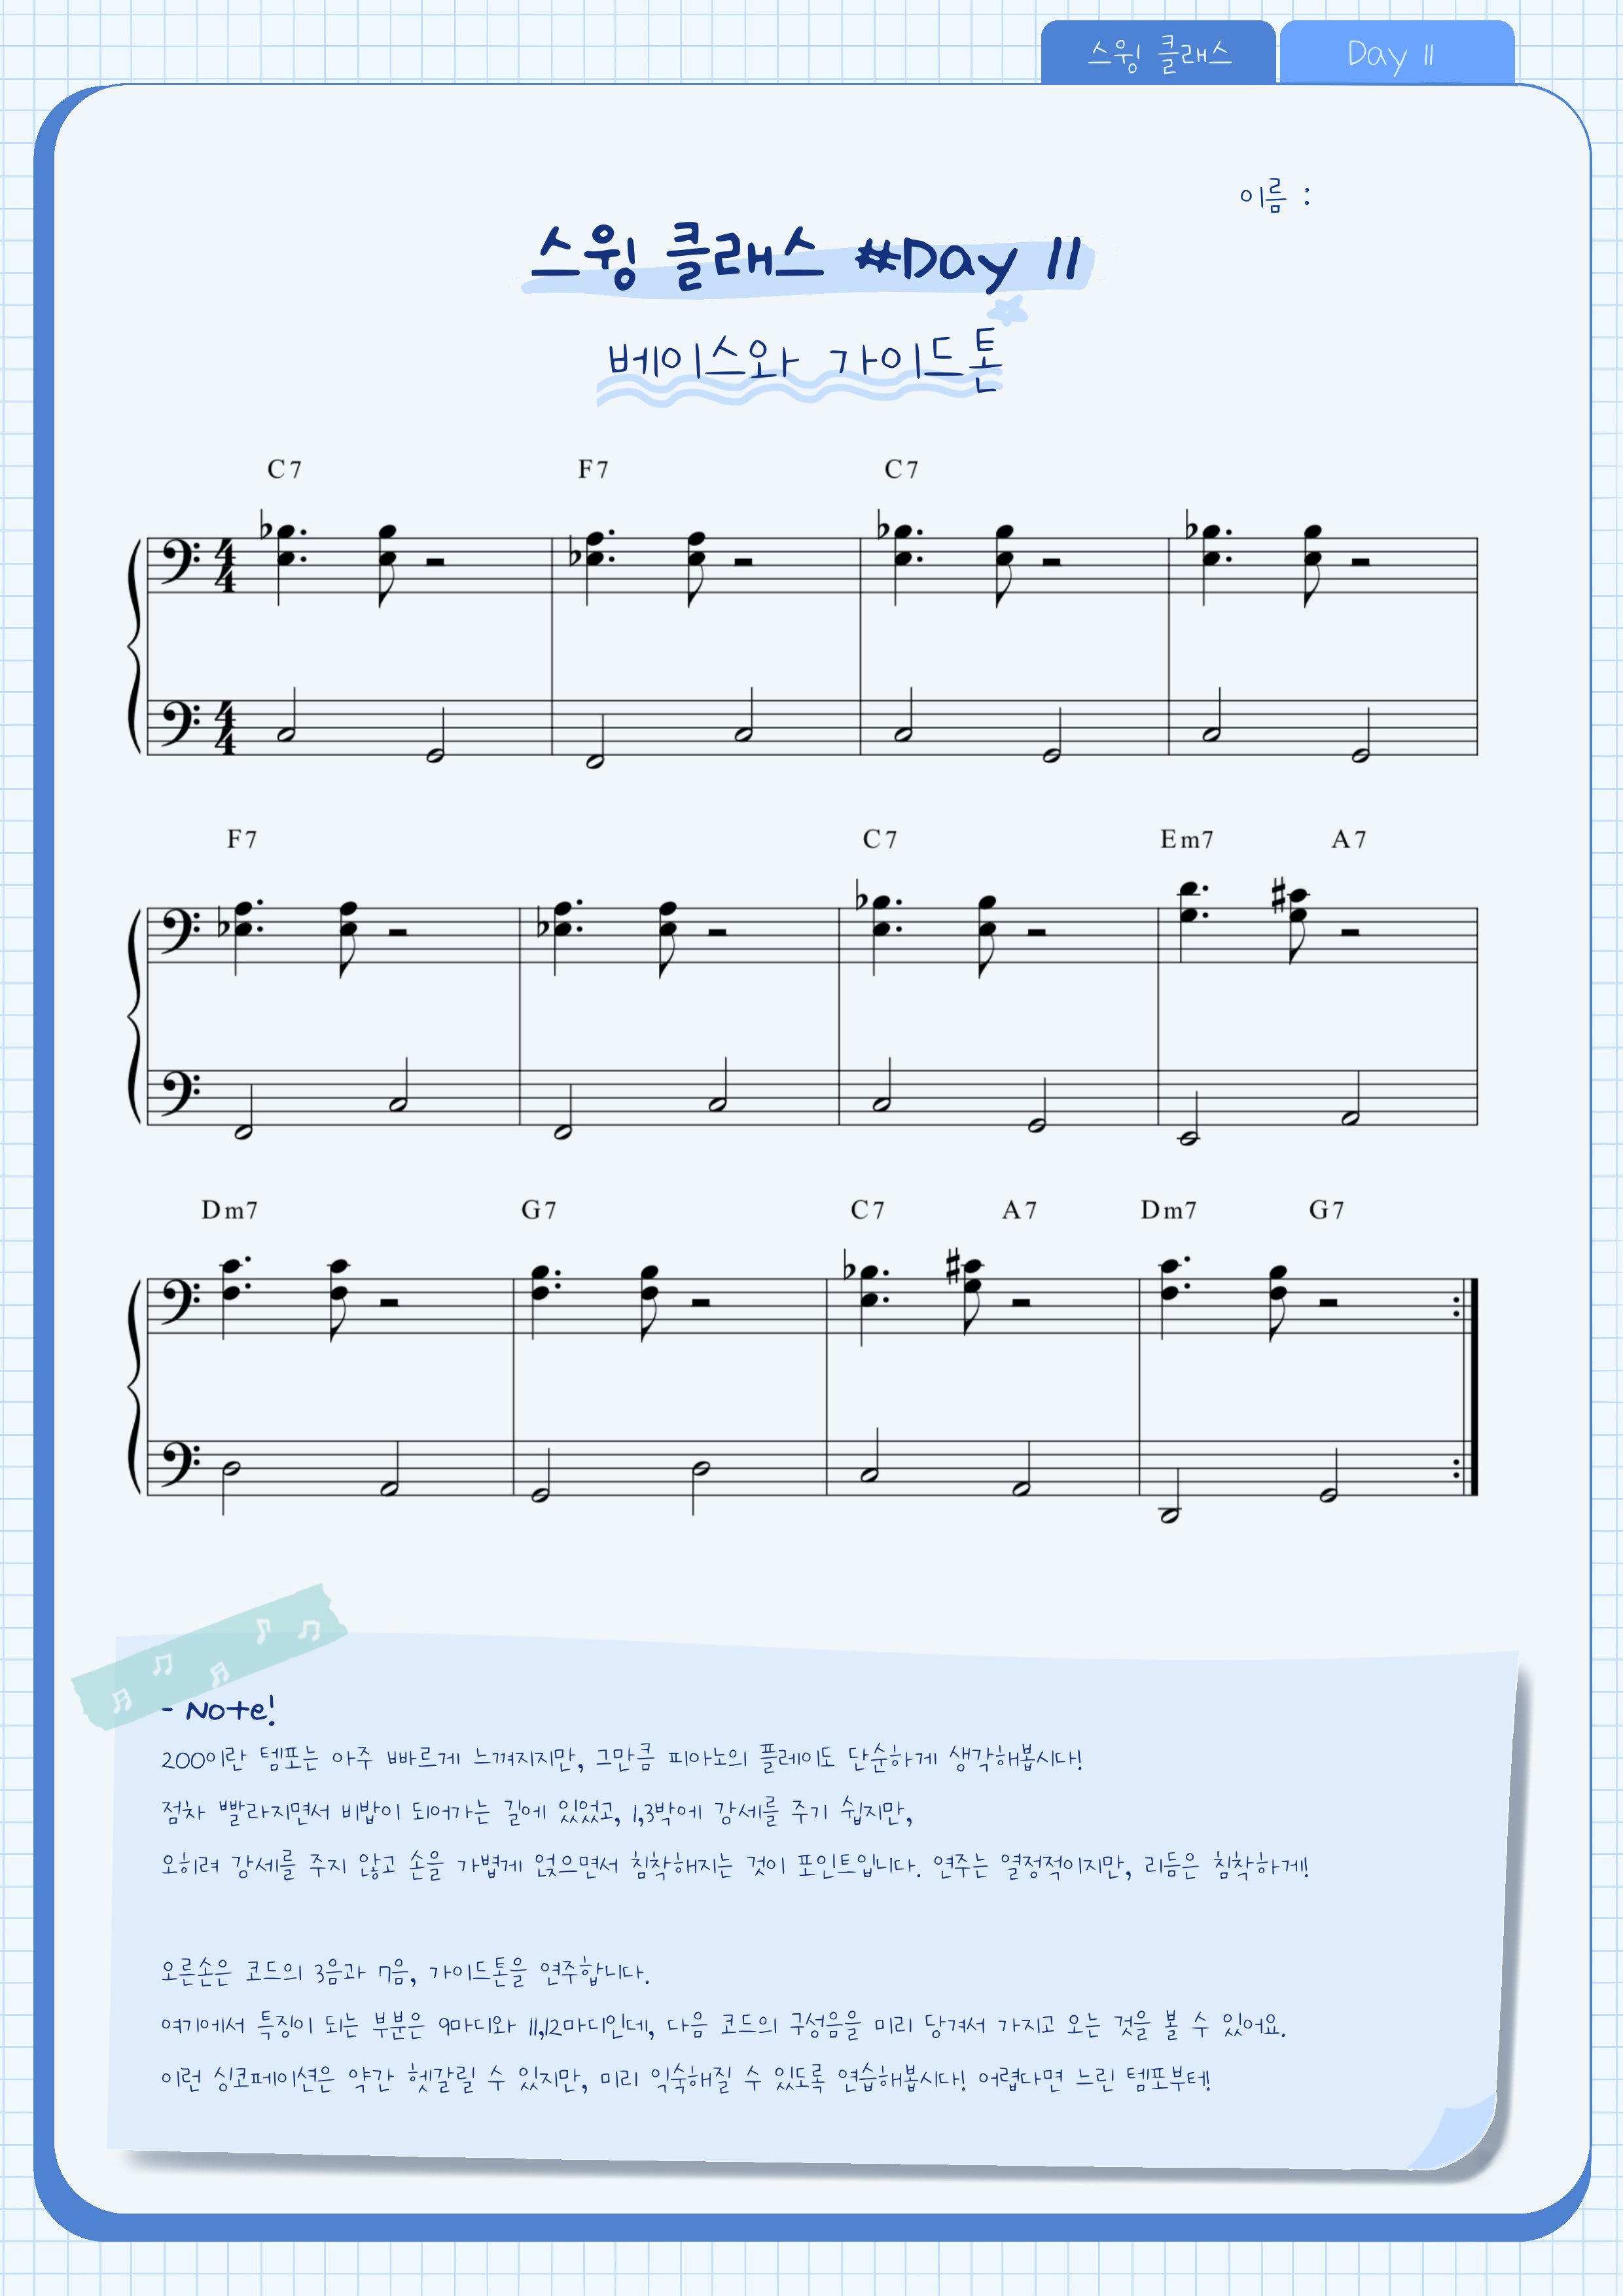 스윙 클래스 Day 11
이름 :
스윙 클래스 #Day 11
베이스와 가이드톤
C7 F7 C7
F7 C7 Em7 A7
Dm7 G7 C7 A7 Dm7 G7
- Note!
200이란 템포는 아주 빠르게 느껴지지만, 그만큼 피아노의 플레이도 단순하게 생각해봅시다!
점차 빨라지면서 비밥이 되어가는 길에 있었고, 1,3박에 강세를 주기 쉽지만,
오히려 강세를 주지 않고 손을 가볍게 얹으면서 침착해지는 것이 포인트입니다. 연주는 열정적이지만, 리듬은 침착하게!
오른손은 코드의 3음과 7음, 가이드톤을 연주합니다.
여기에서 특징이 되는 부분은 9마디와 11,12마디인데, 다음 코드의 구성음을 미리 당겨서 가지고 오는 것을 볼 수 있어요.
이런 싱코페이션은 약간 헷갈릴 수 있지만, 미리 익숙해질 수 있도록 연습해봅시다! 어렵다면 느린 템포부터!